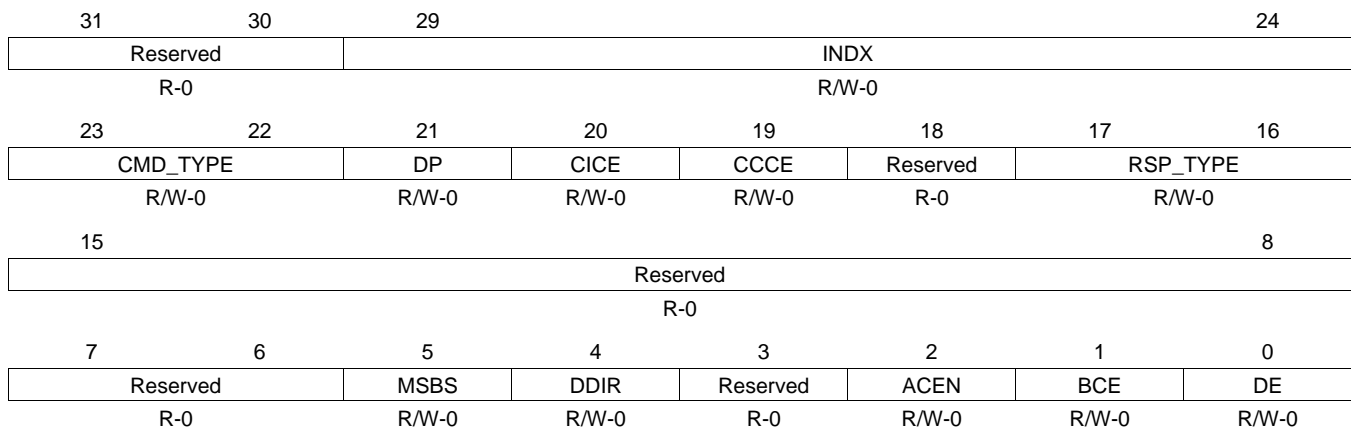 31 30 29 24
Reserved INDX
R-0 R/W-0
23 22 21 20 19 18 17 16
CMD_TYPE DP CICE CCCE Reserved RSP_TYPE
R/W-0 R/W-0 R/W-0 R/W-0 R-0 R/W-0
15 8
Reserved
R-0
7 6 5 4 3 2 1 0
Reserved MSBS DDIR Reserved ACEN BCE DE
R-0 R/W-0 R/W-0 R-0 R/W-0 R/W-0 R/W-0